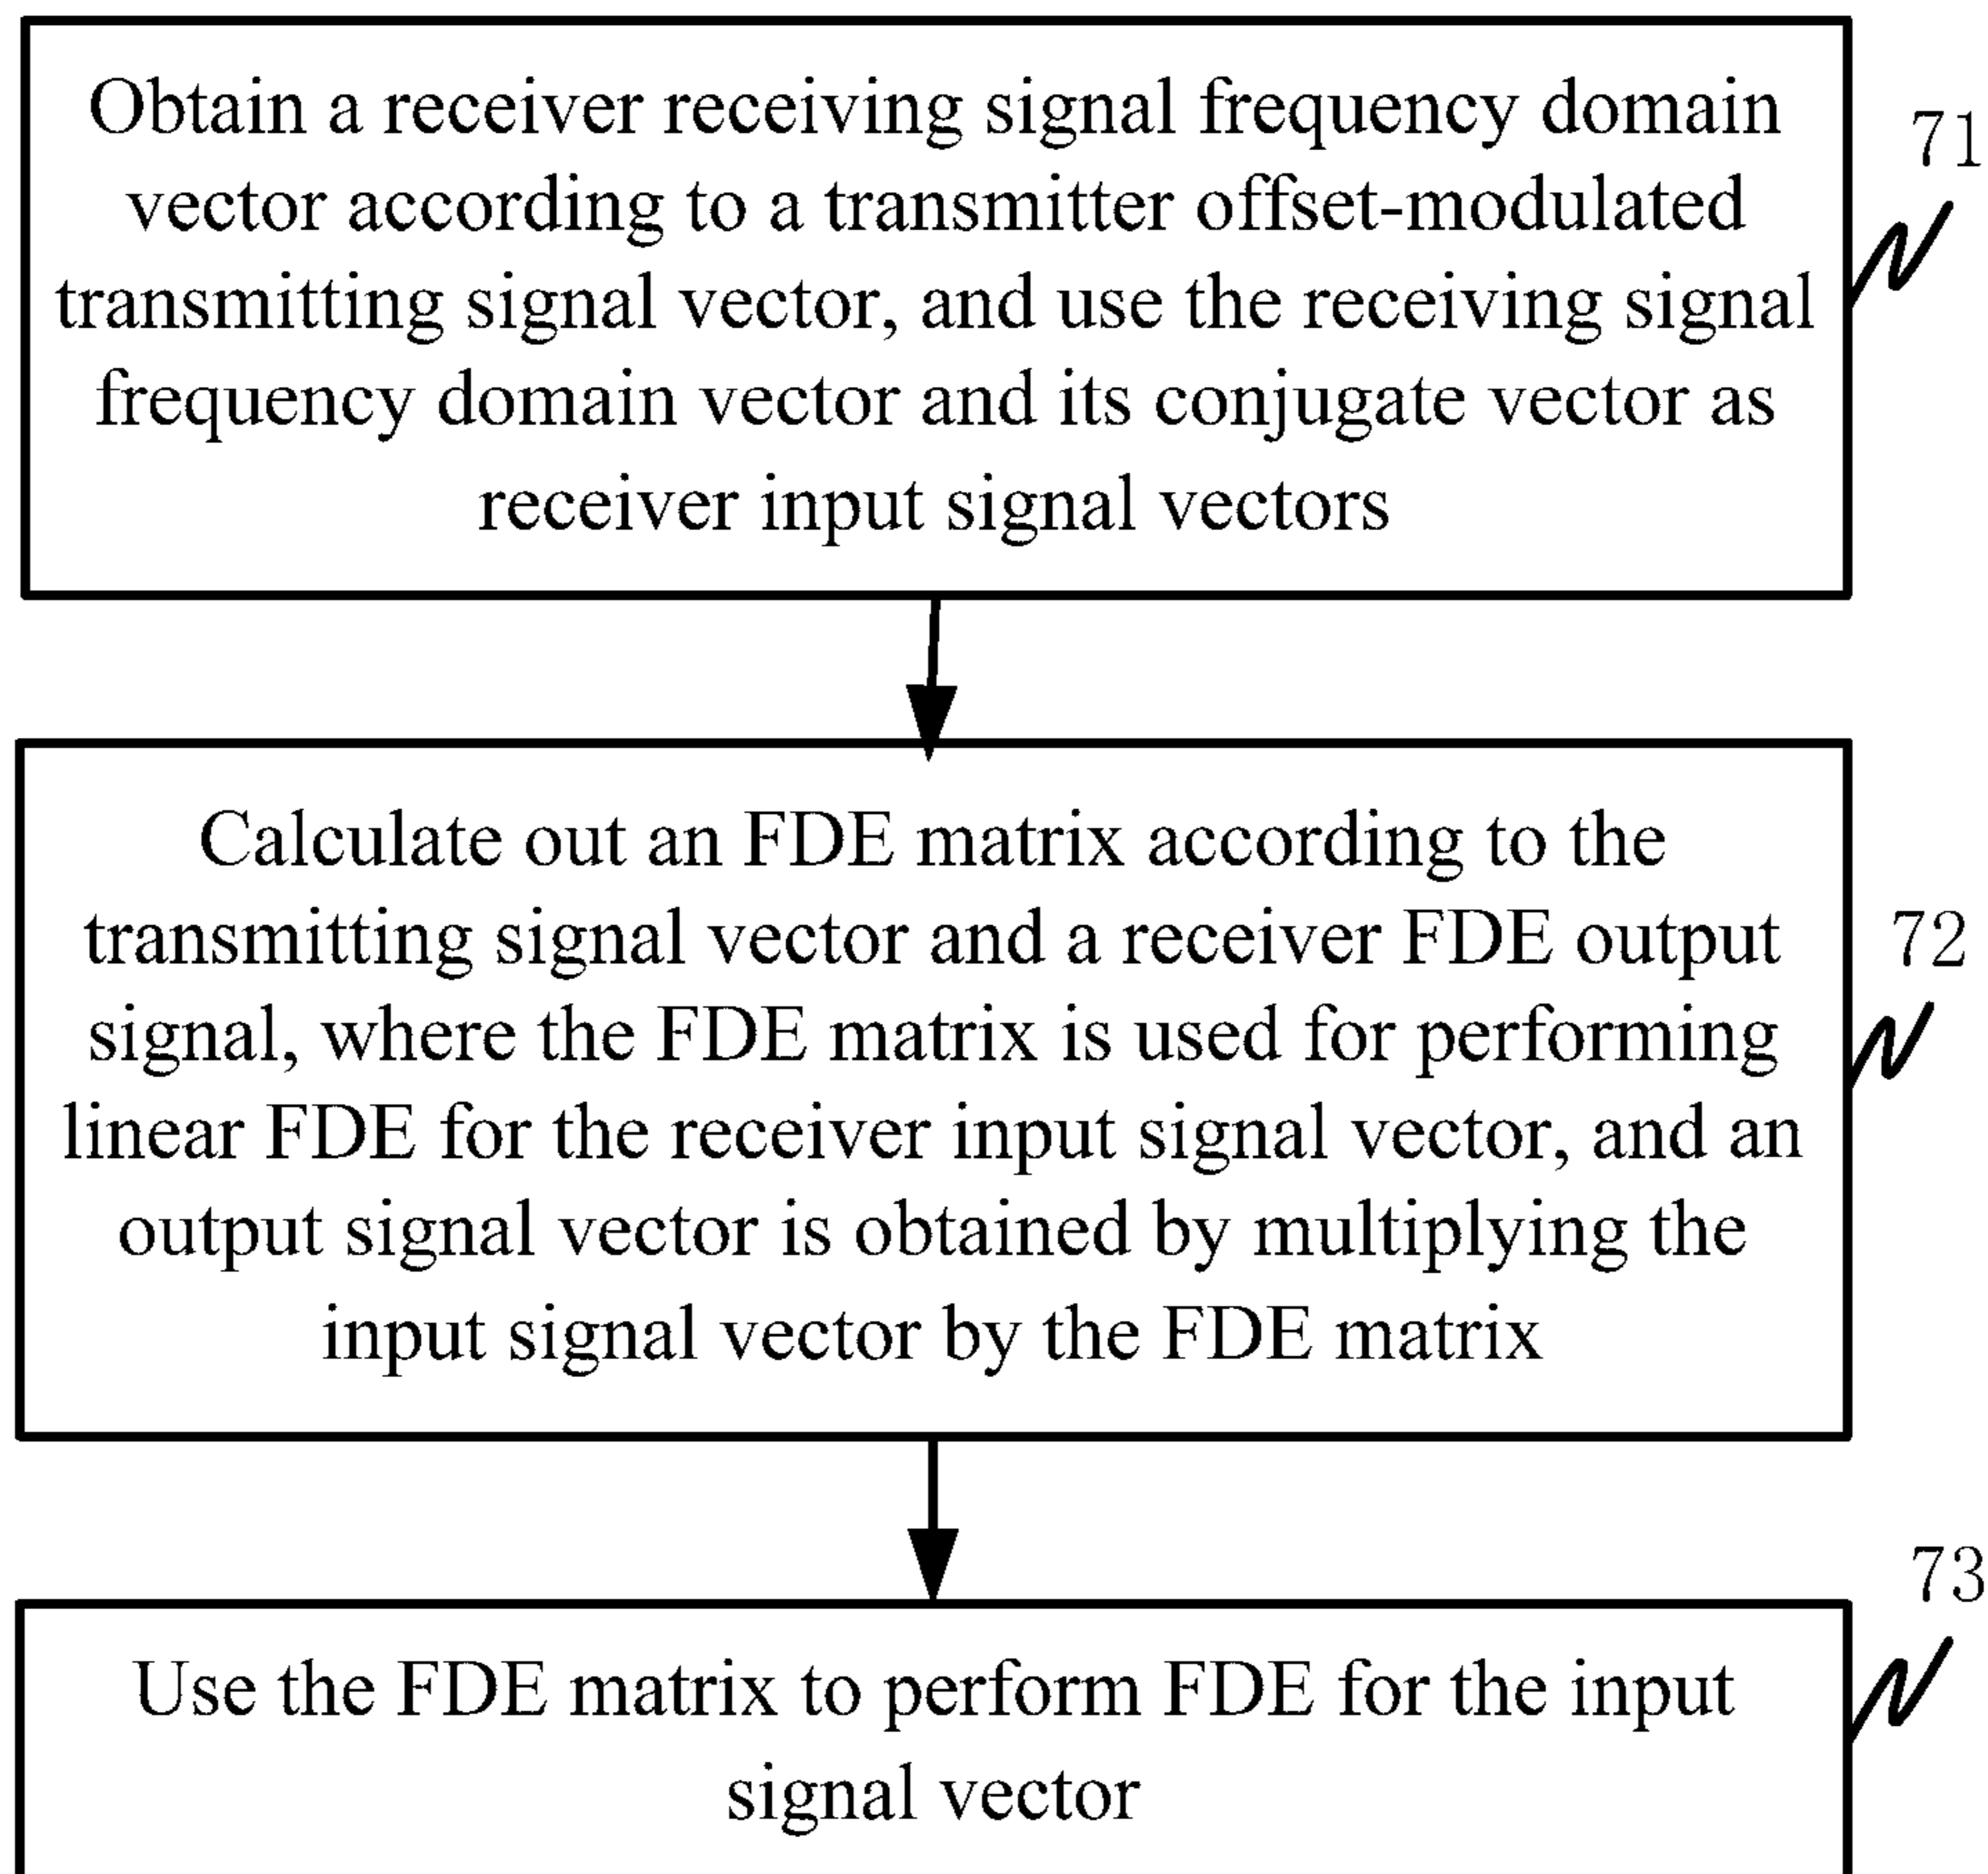 Obtain a receiver receiving signal frequency domain
vector according to a transmitter offset-modulated
transmitting signal vector, and use the receiving signal
frequency domain vector and its conjugate vector as
receiver input signal vectors
71
Calculate out an FDE matrix according to the
transmitting signal vector and a receiver FDE output
signal, where the FDE matrix is used for performing
linear FDE for the receiver input signal vector, and an
output signal vector is obtained by multiplying the
input signal vector by the FDE matrix
72
Use the FDE matrix to perform FDE for the input
signal vector
73